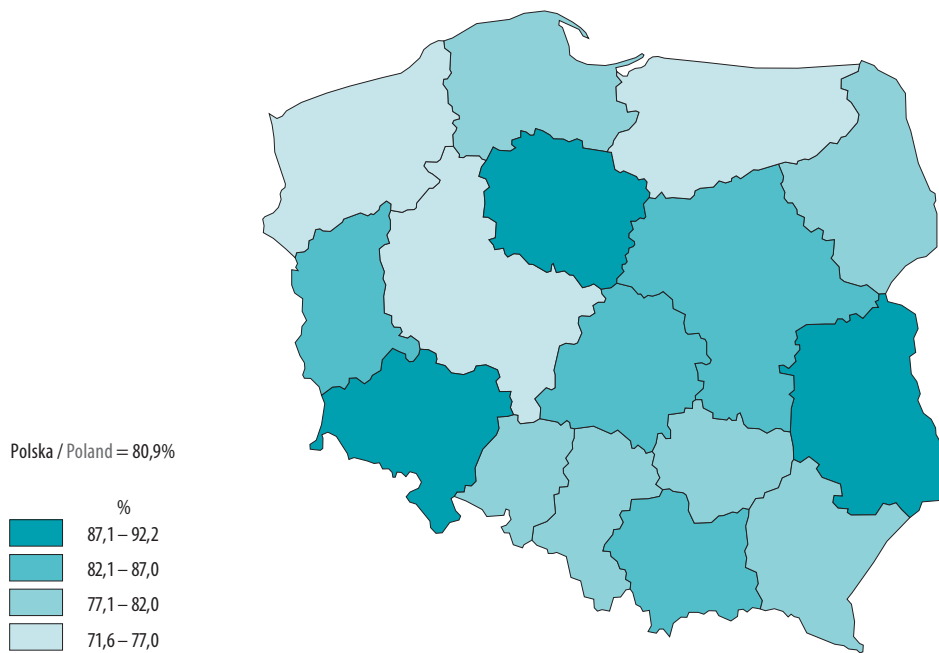 Polska / Poland = 80,9%
%
87,1 – 92,2
82,1 – 87,0
77,1 – 82,0
71,6 – 77,0